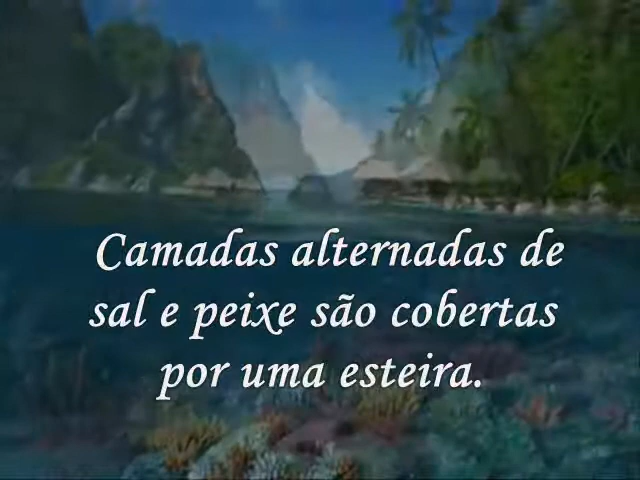 Camadas alternadas de
sal e peixe são cobertas
por uma esteira.